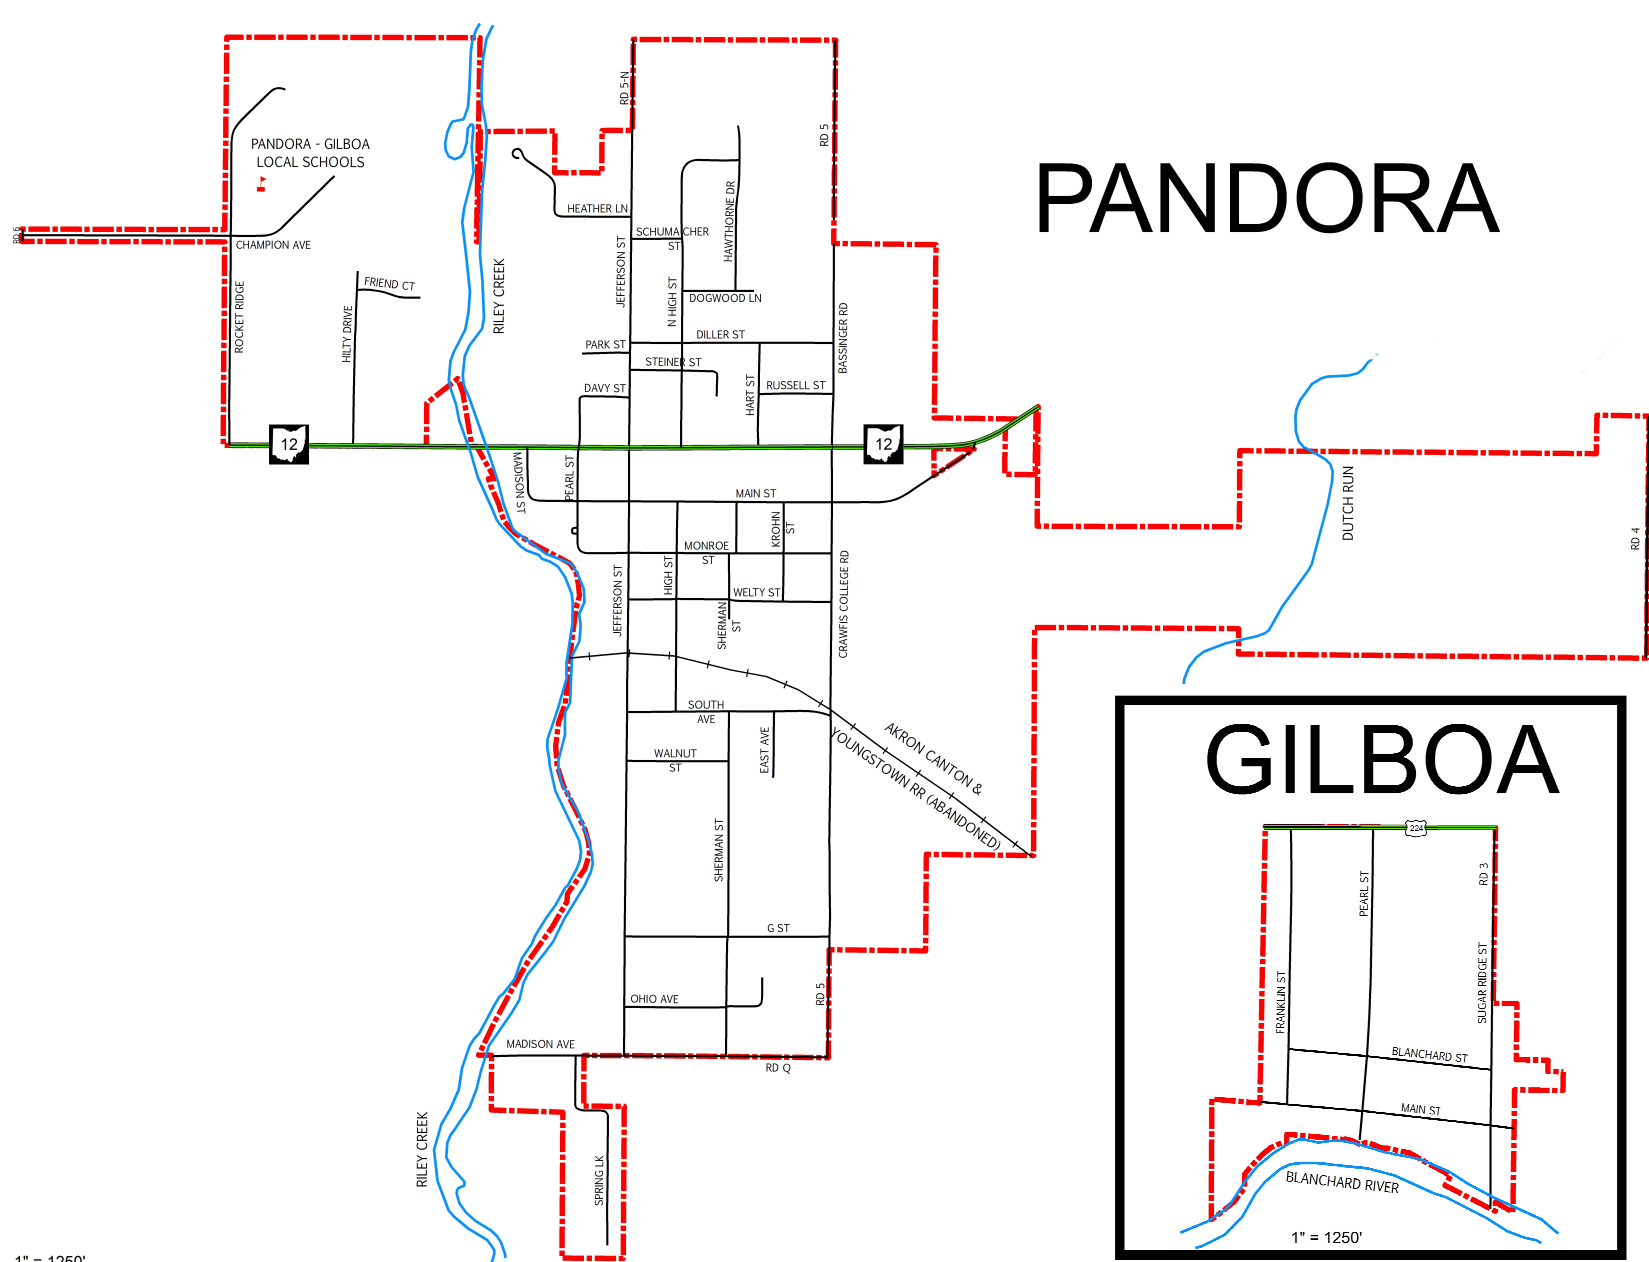 PANDORA
RD 5-N
RD 5
PANDORA - GILBOA
LOCAL SCHOOLS
HEATHER LN
RD 6
CHAMPION AVE
SCHUMACHER
ST
HAWTHORNE DR
JEFFERSON ST
RILEY CREEK
FRIEND CT
ROCKET RIDGE
HILTY DRIVE
N HIGH ST
DOGWOOD LN
DILLER ST
BASSINGER RD
PARK ST
STEINER ST
DAVY ST
HART ST
RUSSELL ST
12
12
MADISON ST
PEARL ST
MAIN ST
DUTCH RUN
RD 4
KROHN
ST
MONROE
ST
JEFFERSON ST
HIGH ST
WELTY ST
SHERMAN
ST
CRAWFIS COLLEGE RD
SOUTH
AVE
WALNUT
ST
EAST AVE
AKRON CANTON &
YOUNGSTOWN RR (ABANDONED)
SHERMAN ST
G ST
OHIO AVE
RD 5
MADISON AVE
RD Q
RILEY CREEK
SPRING LK
1" = 1250'
GILBOA
224
PEARL ST
RD 3
FRANKLIN ST
SUGAR RIDGE ST
BLANCHARD ST
MAIN ST
BLANCHARD RIVER
1" = 1250'